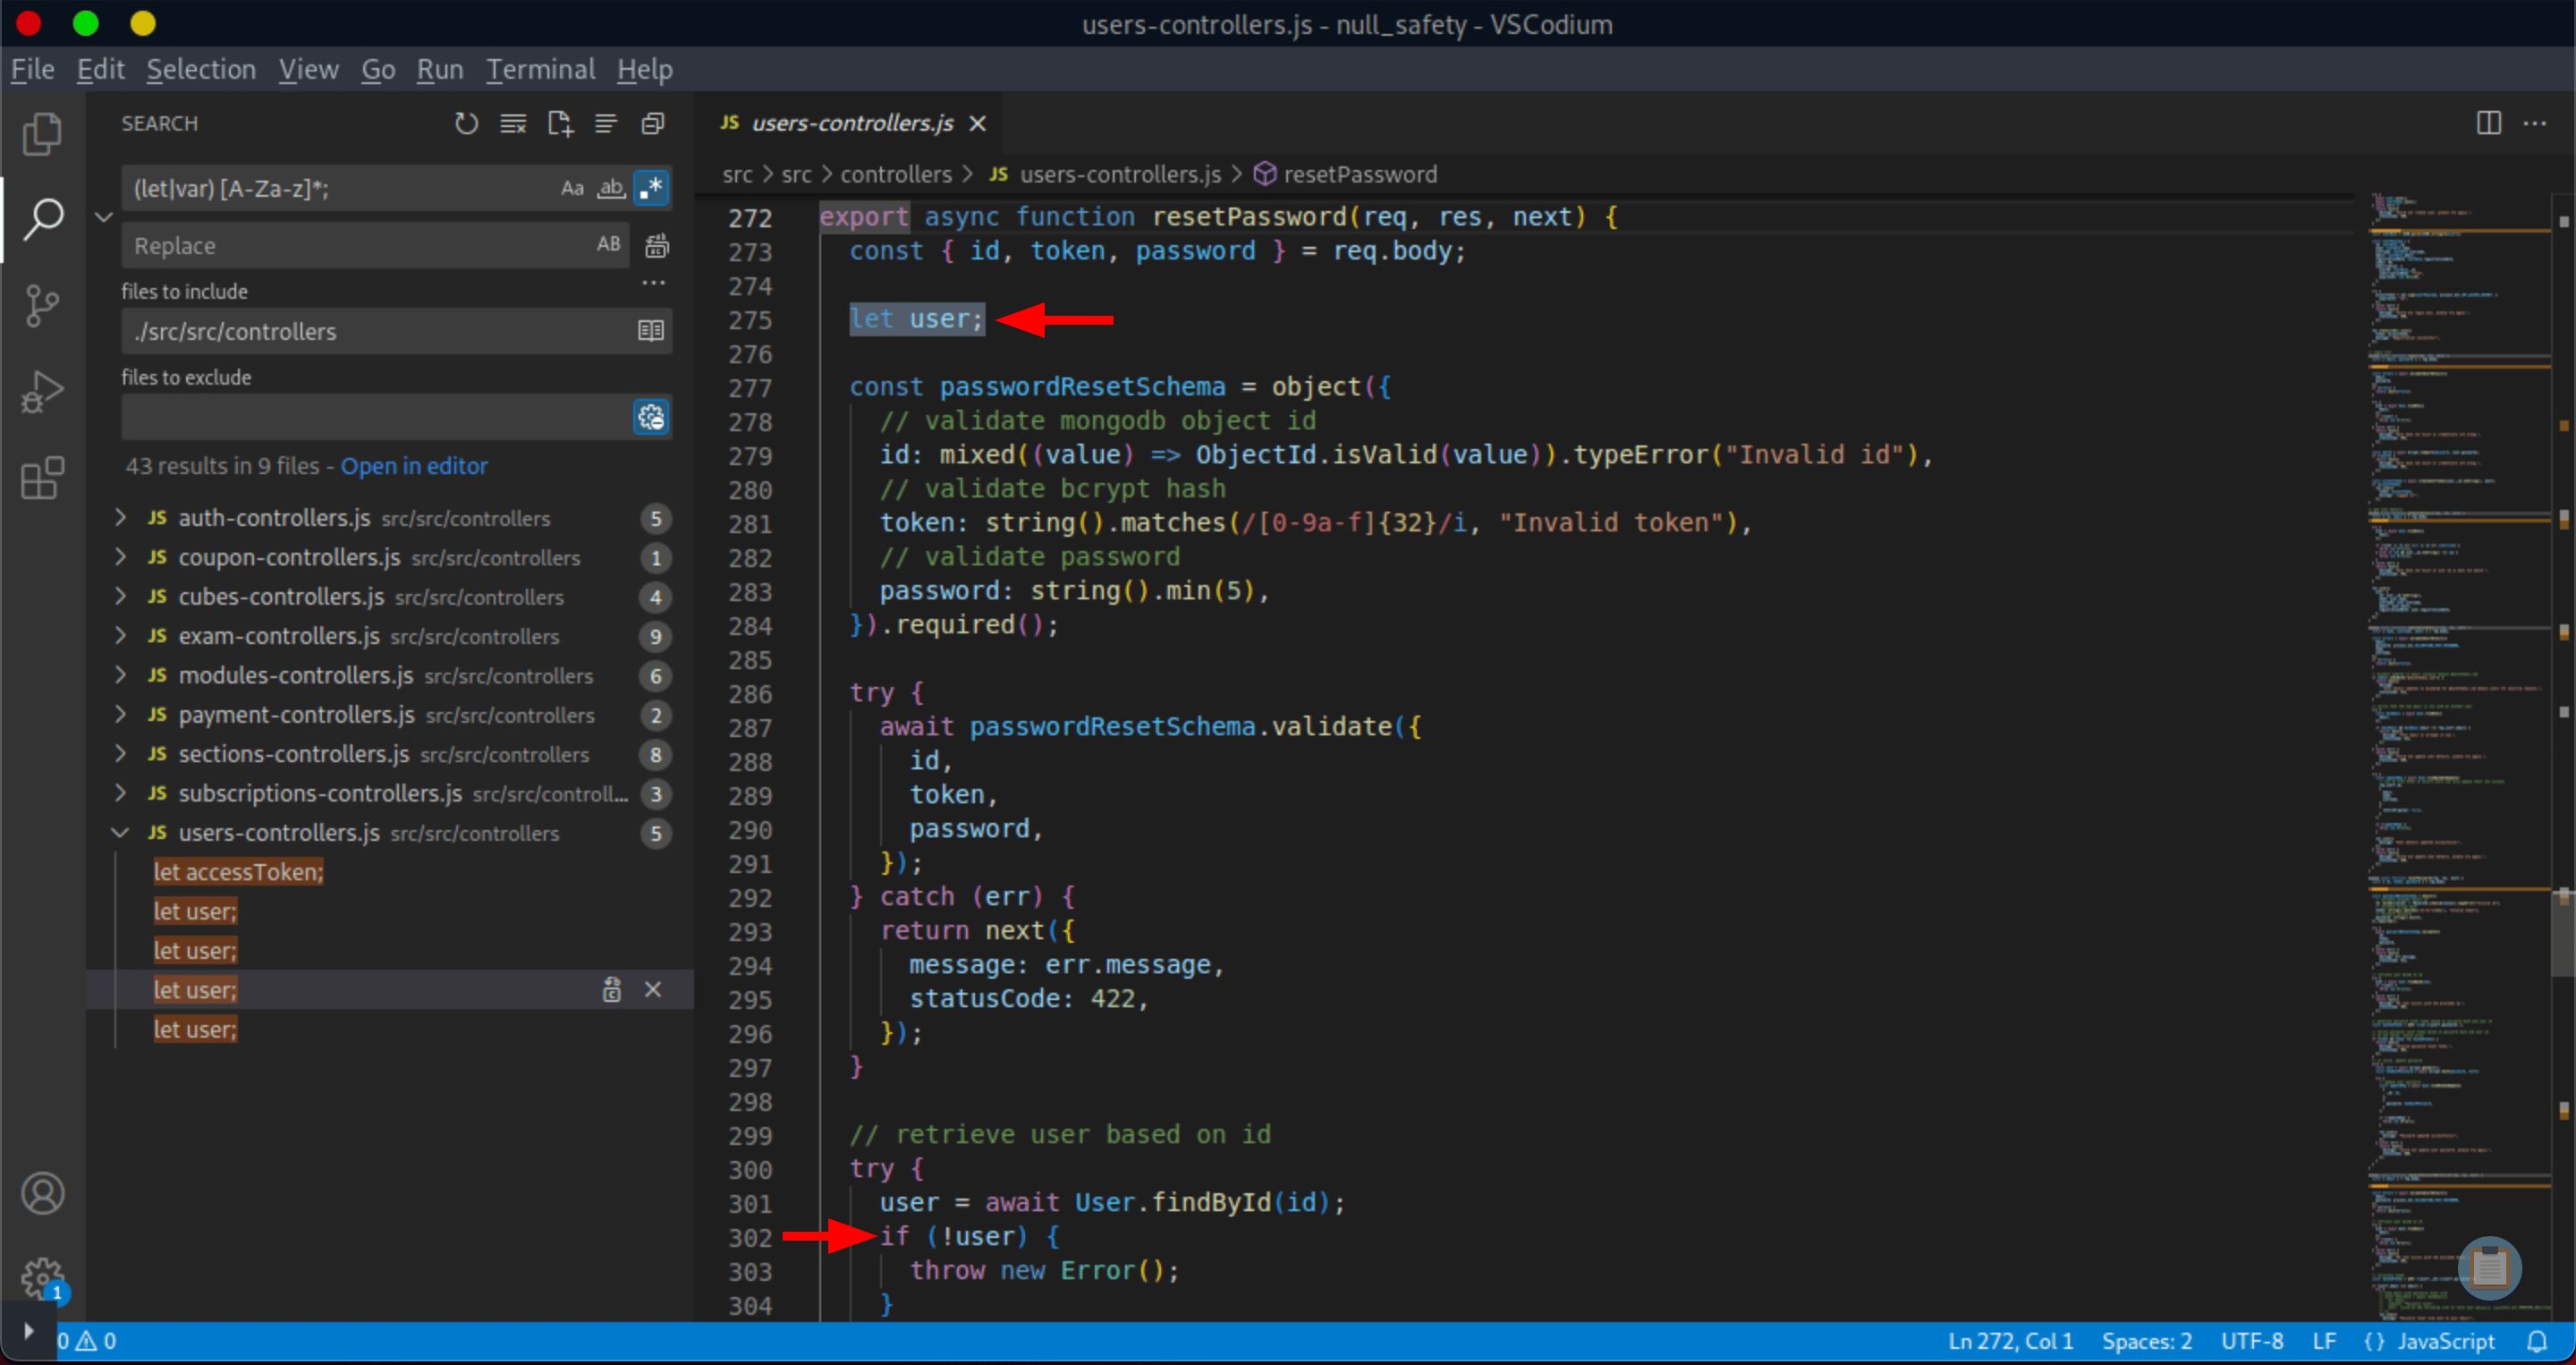 users-controllers.js - null_safety - VSCodium
File Edit Selection View Go Run Terminal Help
SEARCH
(let|var) [A-Za-z]*;
Aa ab .*
Replace
AB
files to include
./src/src/controllers
files to exclude
43 results in 9 files - Open in editor
JS auth-controllers.js src/src/controllers 5
JS coupon-controllers.js src/src/controllers 1
JS cubes-controllers.js src/src/controllers 4
JS exam-controllers.js src/src/controllers 9
JS modules-controllers.js src/src/controllers 6
JS payment-controllers.js src/src/controllers 2
JS sections-controllers.js src/src/controllers 8
JS subscriptions-controllers.js src/src/controll... 3
JS users-controllers.js src/src/controllers 5
let accessToken;
let user;
let user;
let user;
let user;
1
JS users-controllers.js
src > src > controllers > JS users-controllers.js > resetPassword
272 export async function resetPassword(req, res, next) {
273 const { id, token, password } = req.body;
274
275 let user;
276
277 const passwordResetSchema = object({
278 // validate mongodb object id
279 id: mixed((value) => ObjectId.isValid(value)).typeError("Invalid id"),
280 // validate bcrypt hash
281 token: string().matches(/[0-9a-f]{32}/i, "Invalid token"),
282 // validate password
283 password: string().min(5),
284 }).required();
285
286 try {
287 await passwordResetSchema.validate({
288 id,
289 token,
290 password,
291 });
292 } catch (err) {
293 return next({
294 message: err.message,
295 statusCode: 422,
296 });
297 }
298
299 // retrieve user based on id
300 try {
301 user = await User.findById(id);
302 if (!user) {
303 throw new Error();
304 }
0 0
Ln 272, Col 1 Spaces: 2 UTF-8 LF {} JavaScript